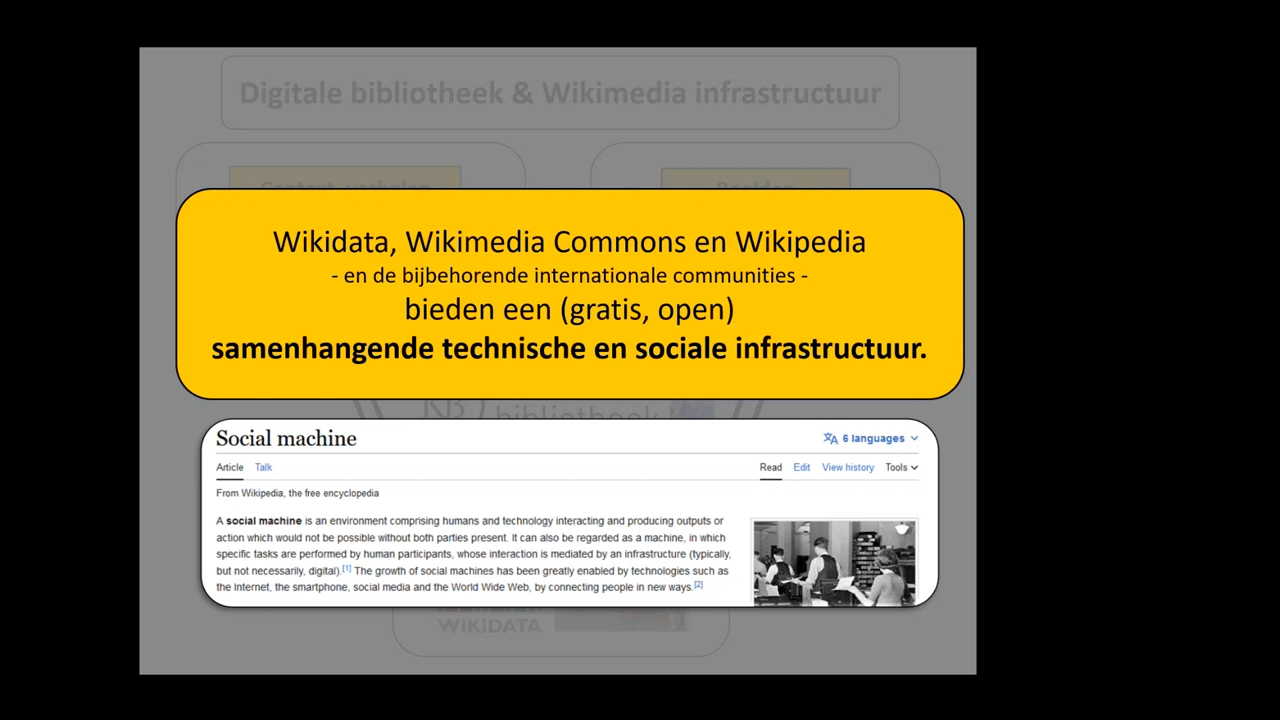 Digitale bibliotheek & Wikimedia infrastructuur
Wikidata, Wikimedia Commons en Wikipedia
- en de bijbehorende internationale communities -
bieden een (gratis, open)
samenhangende technische en sociale infrastructuur.
bibliotheek
Social machine
6 languages
Article Talk
Read Edit View history Tools
From Wikipedia, the free encyclopedia
A social machine is an environment comprising humans and technology interacting and producing outputs or
action which would not be possible without both parties present. It can also be regarded as a machine, in which
specific tasks are performed by human participants, whose interaction is mediated by an infrastructure (typically,
but not necessarily, digital).[1] The growth of social machines has been greatly enabled by technologies such as
the Internet, the smartphone, social media and the World Wide Web, by connecting people in new ways.[2]
WIKIDATA